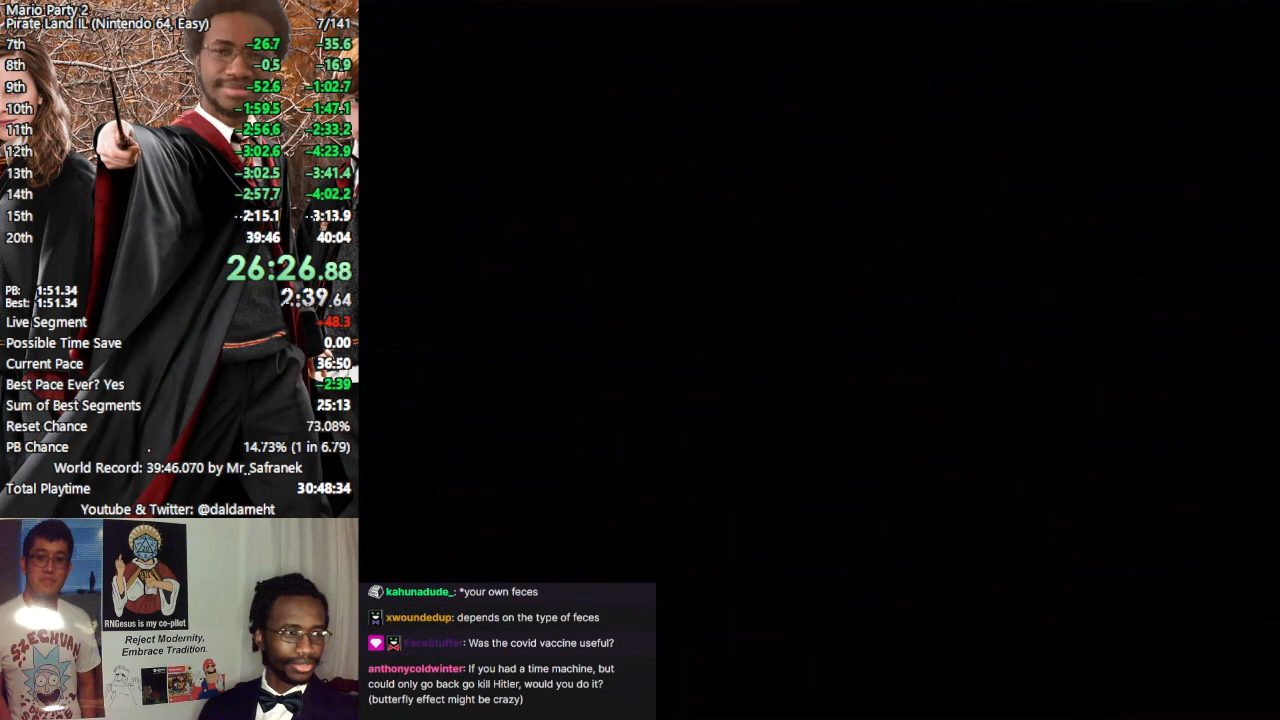 Mario Party 2
Pirate Land IL (Nintendo 64, Easy) 7/141
7th −26.7 −35.6
8th −0.5 −16.9
9th −52.6 −1:02.7
10th −1:59.5 −1:47.1
11th −2:56.6 −2:33.2
12th −3:02.6 −4:23.9
13th −3:02.5 −3:41.4
14th −2:57.7 −4:02.2
15th −2:15.1 −3:13.9
20th 39:46 40:04
26:26.88
PB: 1:51.34 2:39.64
Best: 1:51.34
Live Segment +48.3
Possible Time Save 0.00
Current Pace 36:50
Best Pace Ever? Yes −2:39
Sum of Best Segments 25:13
Reset Chance 73.08%
PB Chance 14.73% (1 in 6.79)
World Record: 39:46.070 by Mr_Safranek
Total Playtime 30:48:34
Youtube & Twitter: @daldameht
RNGesus is my co-pilot
Reject Modernity,
Embrace Tradition.
SZECHUAN
kahunadude_: *your own feces
xwoundedup: depends on the type of feces
FaceStuffer: Was the covid vaccine useful?
anthonycoldwinter: If you had a time machine, but
could only go back go kill Hitler, would you do it?
(butterfly effect might be crazy)